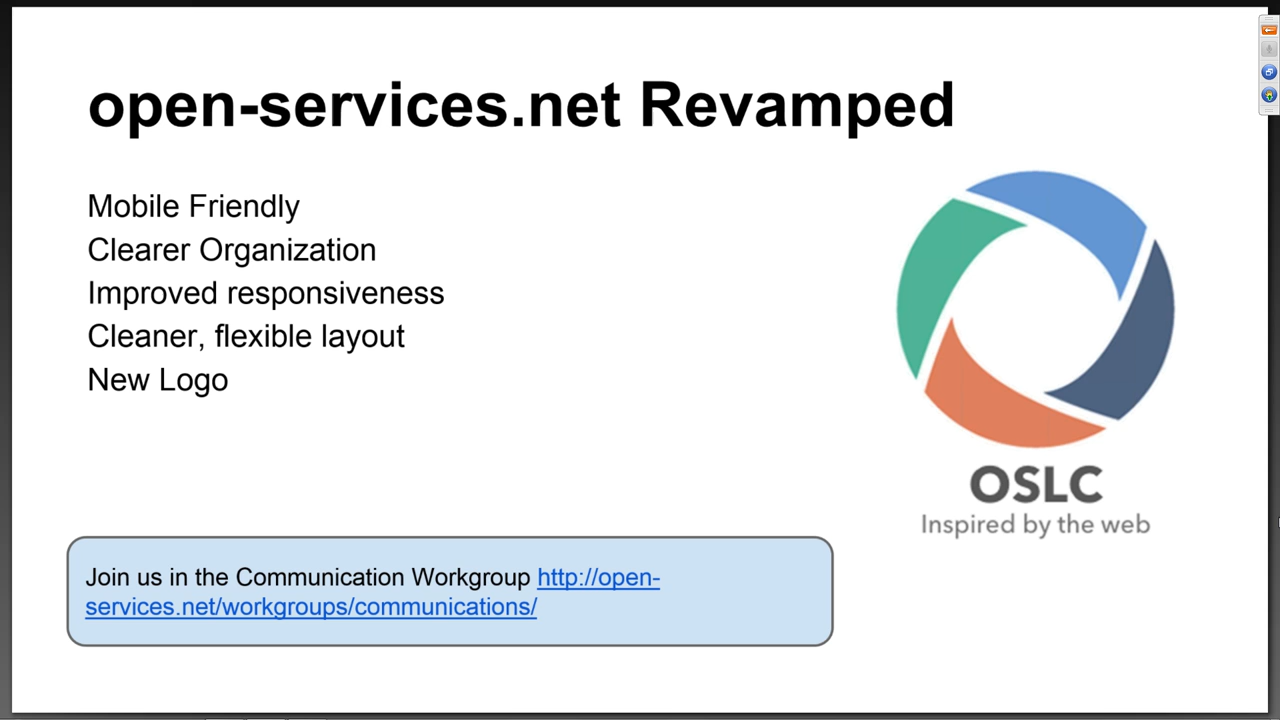 open-services.net Revamped
Mobile Friendly
Clearer Organization
Improved responsiveness
Cleaner, flexible layout
New Logo
OSLC
Inspired by the web
Join us in the Communication Workgroup http://open-
services.net/workgroups/communications/